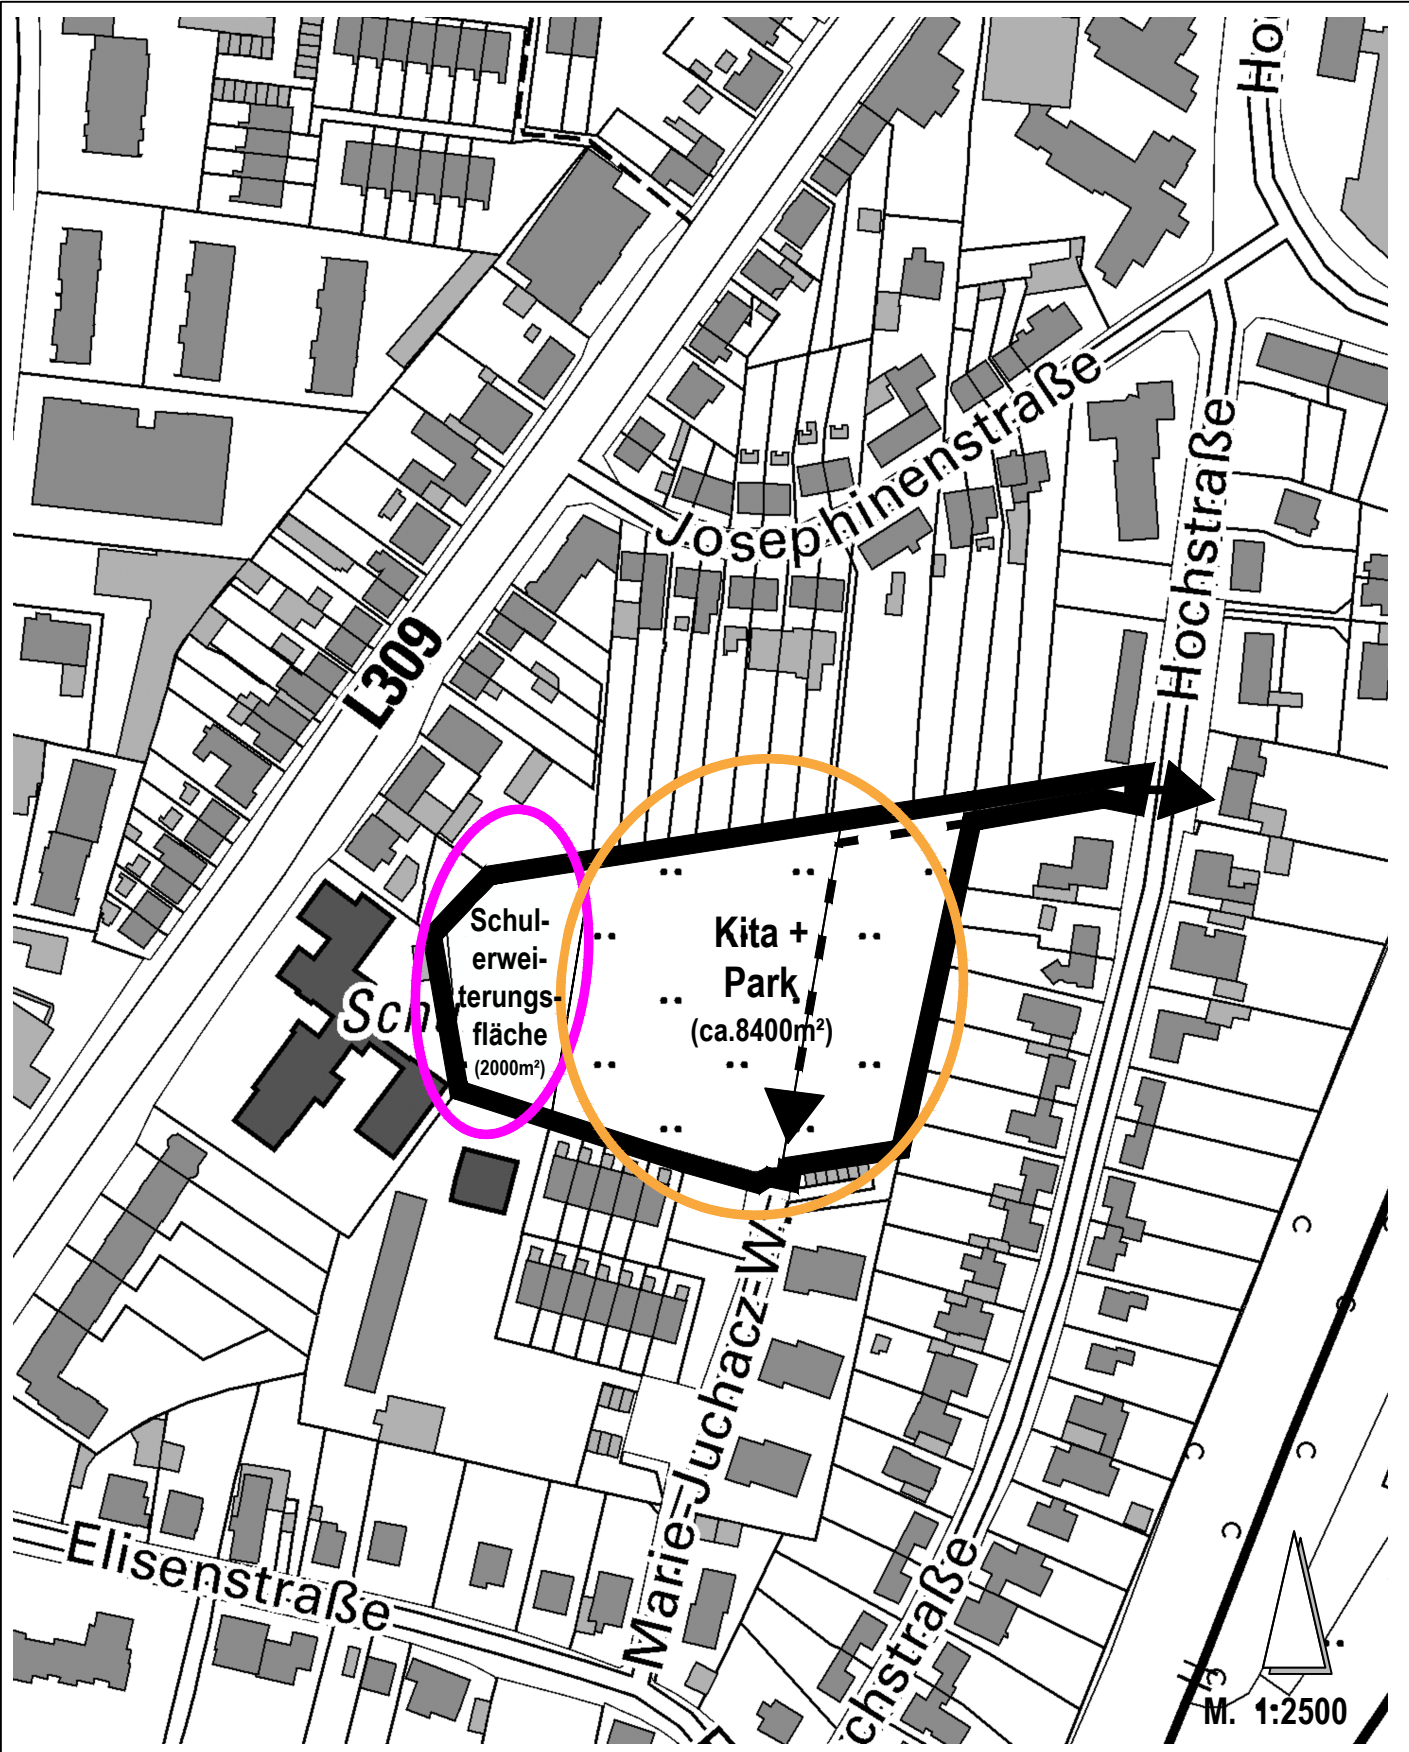 Ho
Josephinenstraße
Hochstraße
L309
Schul-
erwei-
terungs-
fläche
(2000m²)
Kita +
Park
(ca.8400m²)
Sch
Marie-Juchacz-W.
Elisenstraße
chstraße
M. 1:2500